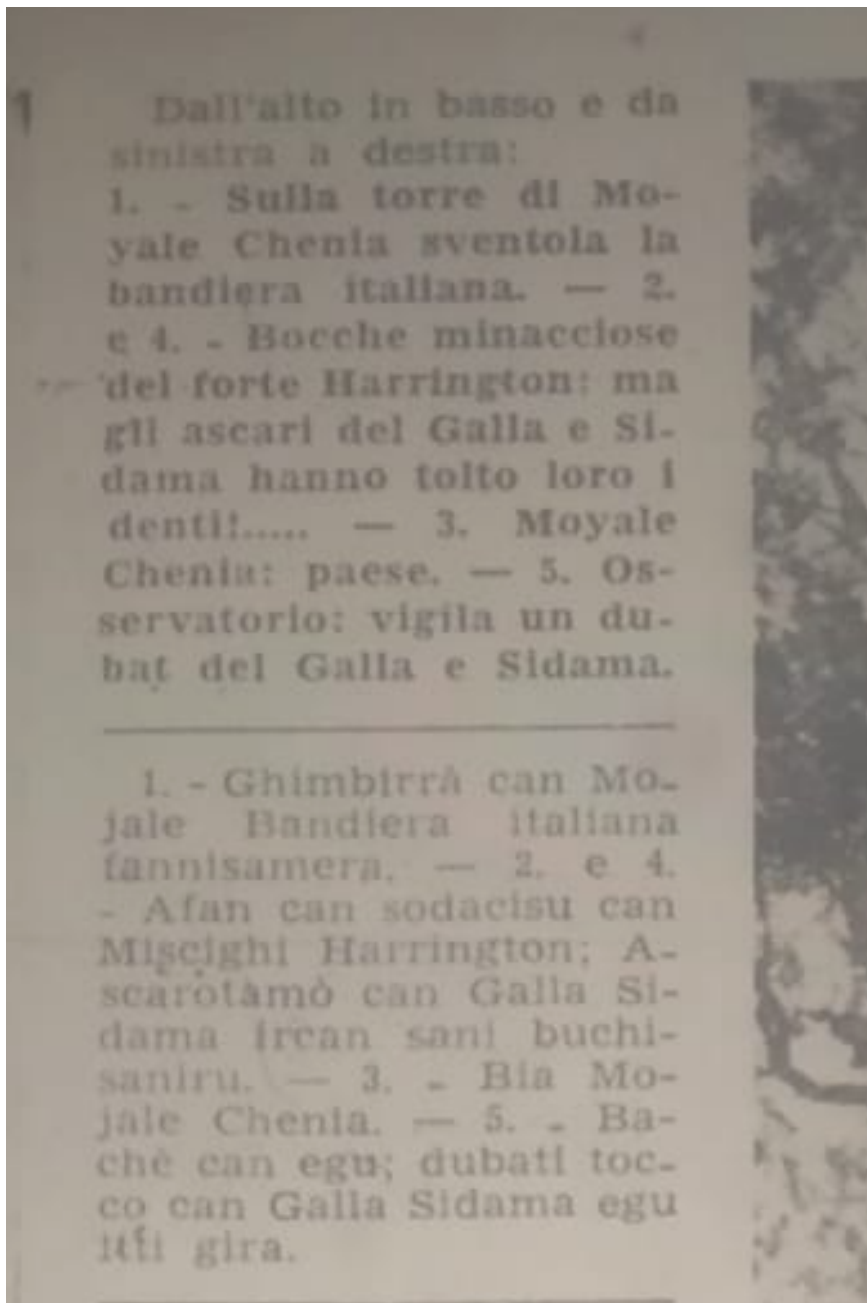 1
Dall'alto in basso e da
sinistra a destra:
1. - Sulla torre di Mo-
yale Chenia sventola la
bandiera italiana. — 2.
e 4. - Bocche minacciose
del forte Harrington: ma
gli ascari del Galla e Si-
dama hanno tolto loro i
denti!..... — 3. Moyale
Chenia: paese. — 5. Os-
servatorio: vigila un du-
bat del Galla e Sidama.
1. - Ghimbirrà can Mo-
jale Bandiera italiana
fannisamera. — 2. e 4.
- Afan can sodacisu can
Miscighi Harrington; A-
scarotàmò can Galla Si-
dama ircan sani buchi-
saniru. — 3. - Bia Mo-
jale Chenia. — 5. - Ba-
chè can egu; dubati toc-
co can Galla Sidama egu
itti gira.